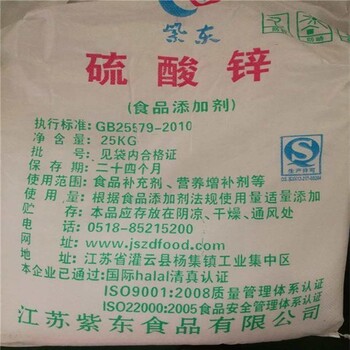 紫东
硫酸锌
(食品添加剂)
执行标准:GB25579-2010
净含量:25KG
批号:见袋内合格证
保存期:二十四个月
使用范围:食品补充剂、营养增补剂等
使用量:根据食品添加剂法规使用量适量添加
贮存:本品应存放在阴凉、干燥、通风处
电话:0518-85215200
网址:www.jszdfood.com
地址:江苏省灌云县杨集镇工业集中区
本企业已通过:国际halal清真认证
ISO9001:2008质量管理体系认证
ISO22000:2005食品安全管理体系认证
江苏紫东食品有限公司
生产许可